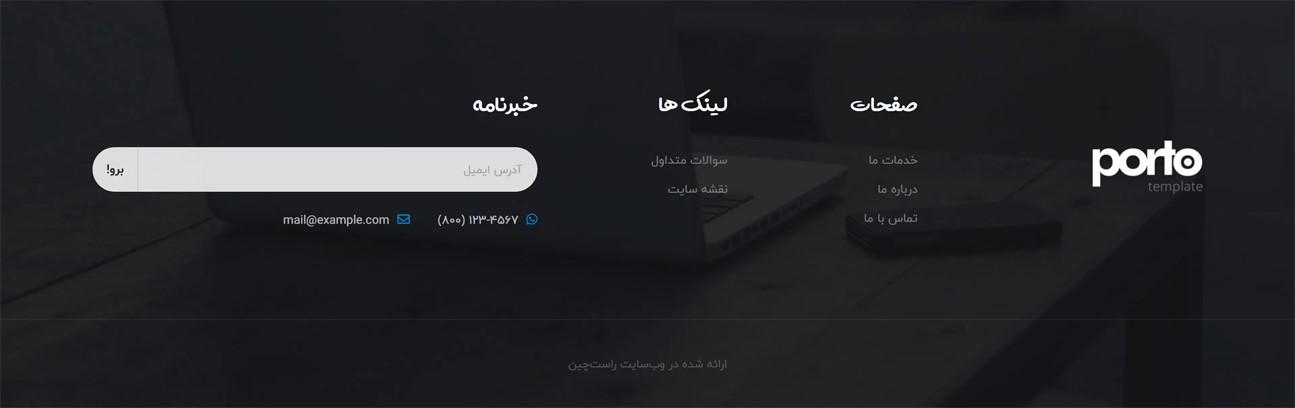 porto
template
صفحات
خدمات ما
درباره ما
تماس با ما
لینک ها
سوالات متداول
نقشه سایت
خبرنامه
آدرس ایمیل
برو!
(۸۰۰) ۱۲۳-۴۵۶۷
mail@example.com
ارائه شده در وب‌سایت راست‌چین